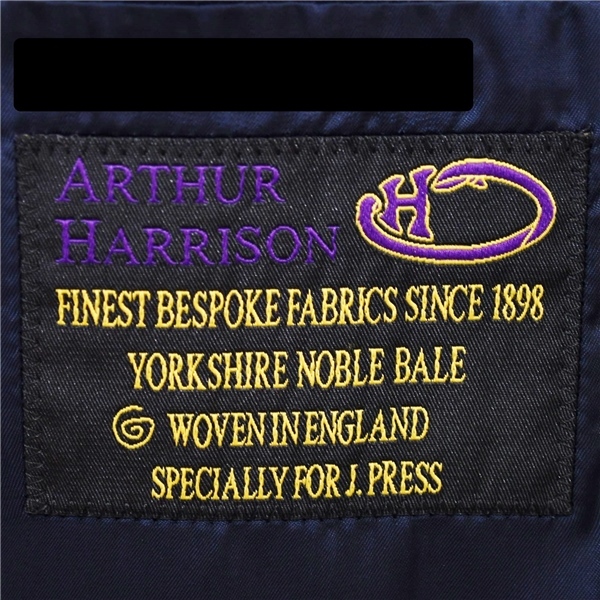 ARTHUR
HARRISON
H
FINEST BESPOKE FABRICS SINCE 1898
YORKSHIRE NOBLE BALE
WOVEN IN ENGLAND
SPECIALLY FOR J. PRESS